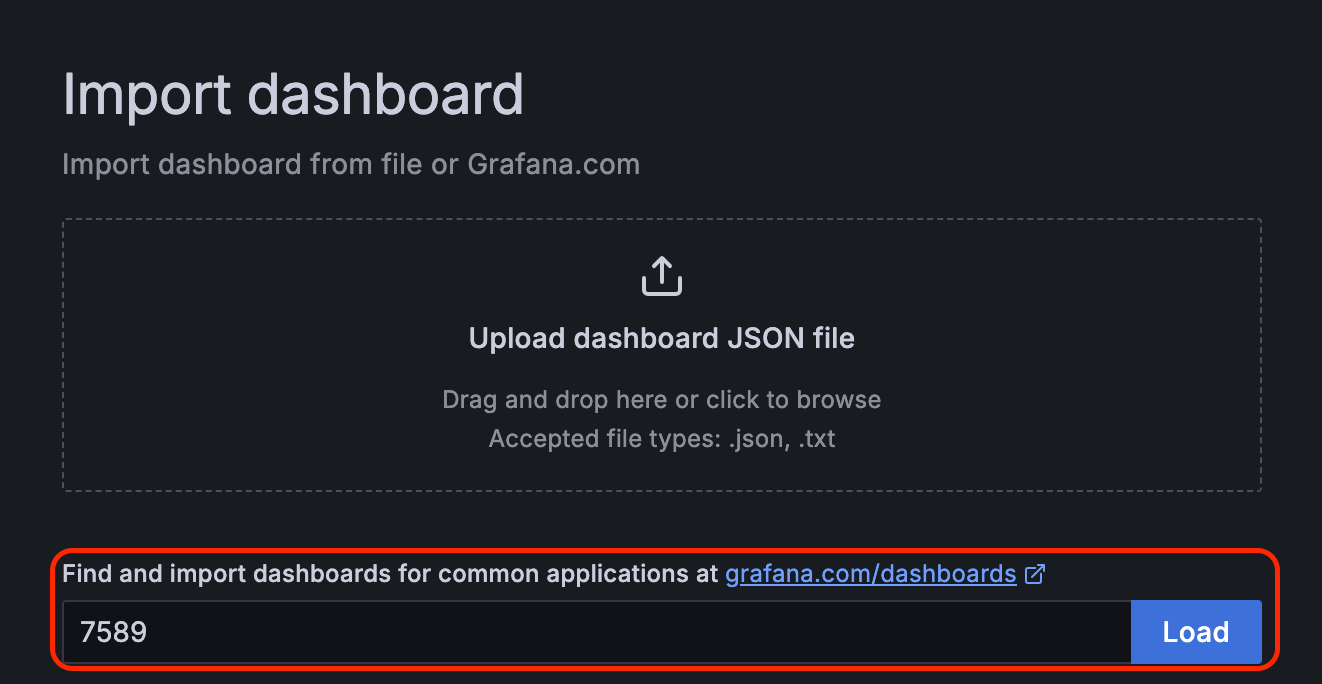 Import dashboard
Import dashboard from file or Grafana.com
Upload dashboard JSON file
Drag and drop here or click to browse
Accepted file types: .json, .txt
Find and import dashboards for common applications at grafana.com/dashboards
7589 Load